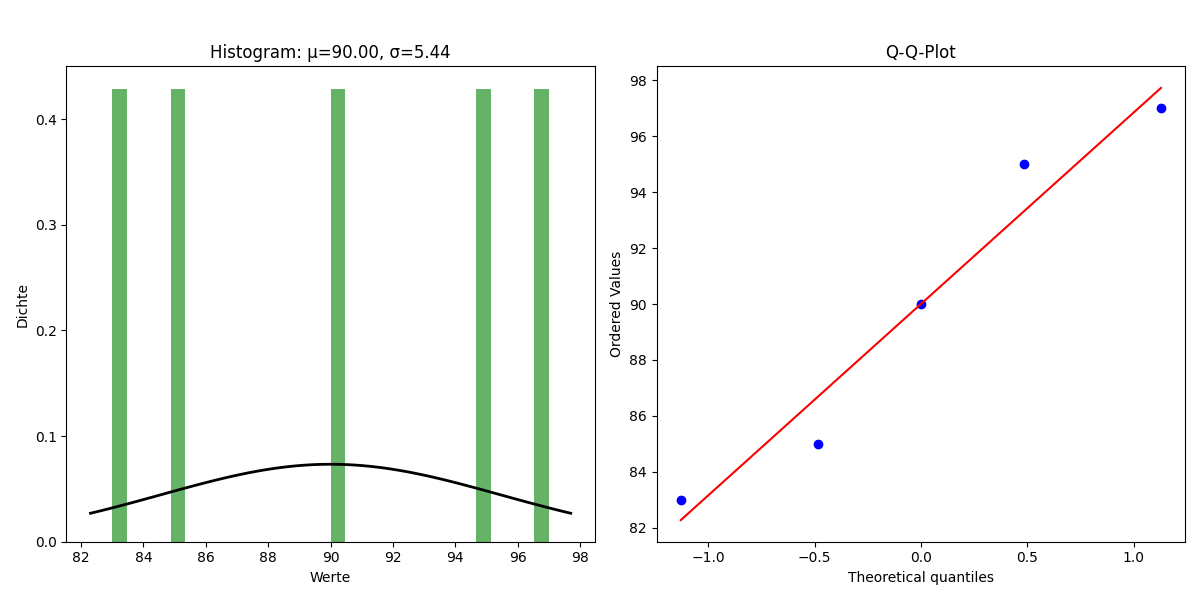 Histogram: μ=90.00, σ=5.44
Dichte
0.4
0.3
0.2
0.1
0.0
82 84 86 88 90 92 94 96 98
Werte
Q-Q-Plot
Ordered Values
98
96
94
92
90
88
86
84
82
−1.0 −0.5 0.0 0.5 1.0
Theoretical quantiles